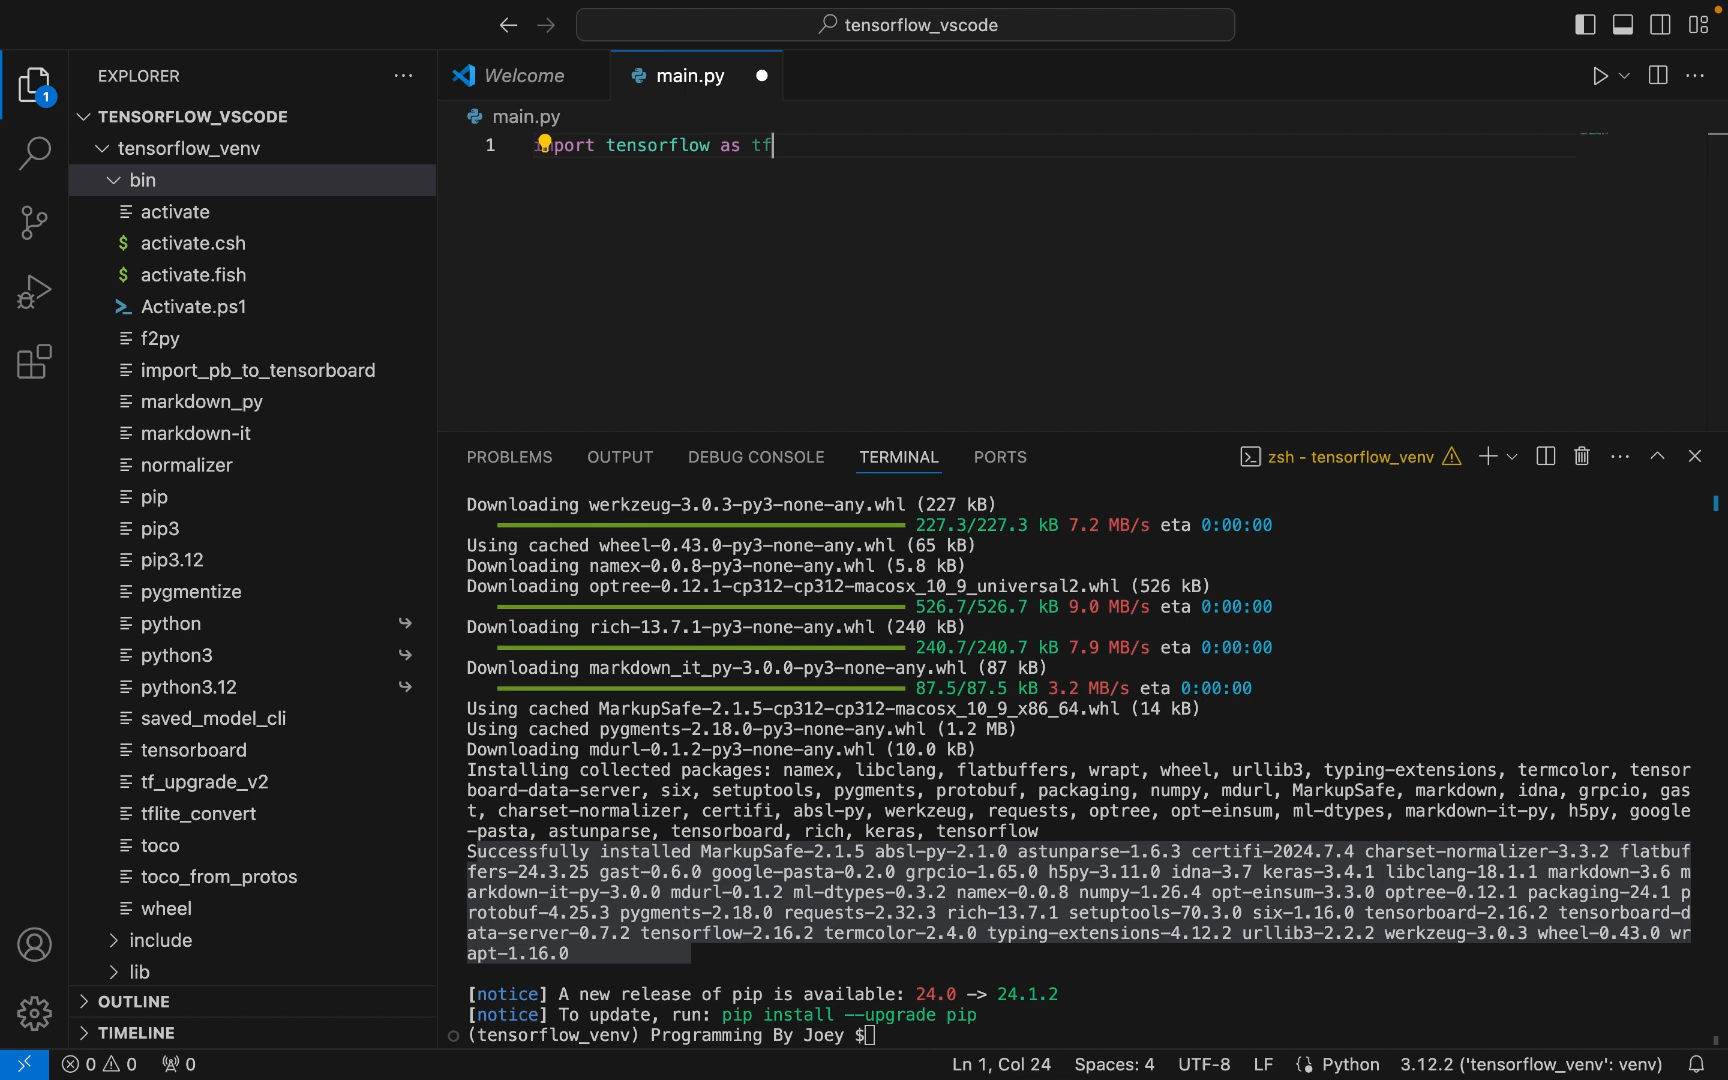 tensorflow_vscode
EXPLORER
1
TENSORFLOW_VSCODE
tensorflow_venv
bin
activate
$ activate.csh
$ activate.fish
Activate.ps1
f2py
import_pb_to_tensorboard
markdown_py
markdown-it
normalizer
pip
pip3
pip3.12
pygmentize
python
python3
python3.12
saved_model_cli
tensorboard
tf_upgrade_v2
tflite_convert
toco
toco_from_protos
wheel
include
lib
OUTLINE
TIMELINE
Welcome
main.py
main.py
1 import tensorflow as tf
PROBLEMS OUTPUT DEBUG CONSOLE TERMINAL PORTS
zsh - tensorflow_venv
Downloading werkzeug-3.0.3-py3-none-any.whl (227 kB)
227.3/227.3 kB 7.2 MB/s eta 0:00:00
Using cached wheel-0.43.0-py3-none-any.whl (65 kB)
Downloading namex-0.0.8-py3-none-any.whl (5.8 kB)
Downloading optree-0.12.1-cp312-cp312-macosx_10_9_universal2.whl (526 kB)
526.7/526.7 kB 9.0 MB/s eta 0:00:00
Downloading rich-13.7.1-py3-none-any.whl (240 kB)
240.7/240.7 kB 7.9 MB/s eta 0:00:00
Downloading markdown_it_py-3.0.0-py3-none-any.whl (87 kB)
87.5/87.5 kB 3.2 MB/s eta 0:00:00
Using cached MarkupSafe-2.1.5-cp312-cp312-macosx_10_9_x86_64.whl (14 kB)
Using cached pygments-2.18.0-py3-none-any.whl (1.2 MB)
Downloading mdurl-0.1.2-py3-none-any.whl (10.0 kB)
Installing collected packages: namex, libclang, flatbuffers, wrapt, wheel, urllib3, typing-extensions, termcolor, tensor
board-data-server, six, setuptools, pygments, protobuf, packaging, numpy, mdurl, MarkupSafe, markdown, idna, grpcio, gas
t, charset-normalizer, certifi, absl-py, werkzeug, requests, optree, opt-einsum, ml-dtypes, markdown-it-py, h5py, google
-pasta, astunparse, tensorboard, rich, keras, tensorflow
Successfully installed MarkupSafe-2.1.5 absl-py-2.1.0 astunparse-1.6.3 certifi-2024.7.4 charset-normalizer-3.3.2 flatbuf
fers-24.3.25 gast-0.6.0 google-pasta-0.2.0 grpcio-1.65.0 h5py-3.11.0 idna-3.7 keras-3.4.1 libclang-18.1.1 markdown-3.6 m
arkdown-it-py-3.0.0 mdurl-0.1.2 ml-dtypes-0.3.2 namex-0.0.8 numpy-1.26.4 opt-einsum-3.3.0 optree-0.12.1 packaging-24.1 p
rotobuf-4.25.3 pygments-2.18.0 requests-2.32.3 rich-13.7.1 setuptools-70.3.0 six-1.16.0 tensorboard-2.16.2 tensorboard-d
ata-server-0.7.2 tensorflow-2.16.2 termcolor-2.4.0 typing-extensions-4.12.2 urllib3-2.2.2 werkzeug-3.0.3 wheel-0.43.0 wr
apt-1.16.0
[notice] A new release of pip is available: 24.0 -> 24.1.2
[notice] To update, run: pip install --upgrade pip
(tensorflow_venv) Programming By Joey $
0 0 0
Ln 1, Col 24 Spaces: 4 UTF-8 LF Python 3.12.2 ('tensorflow_venv': venv)